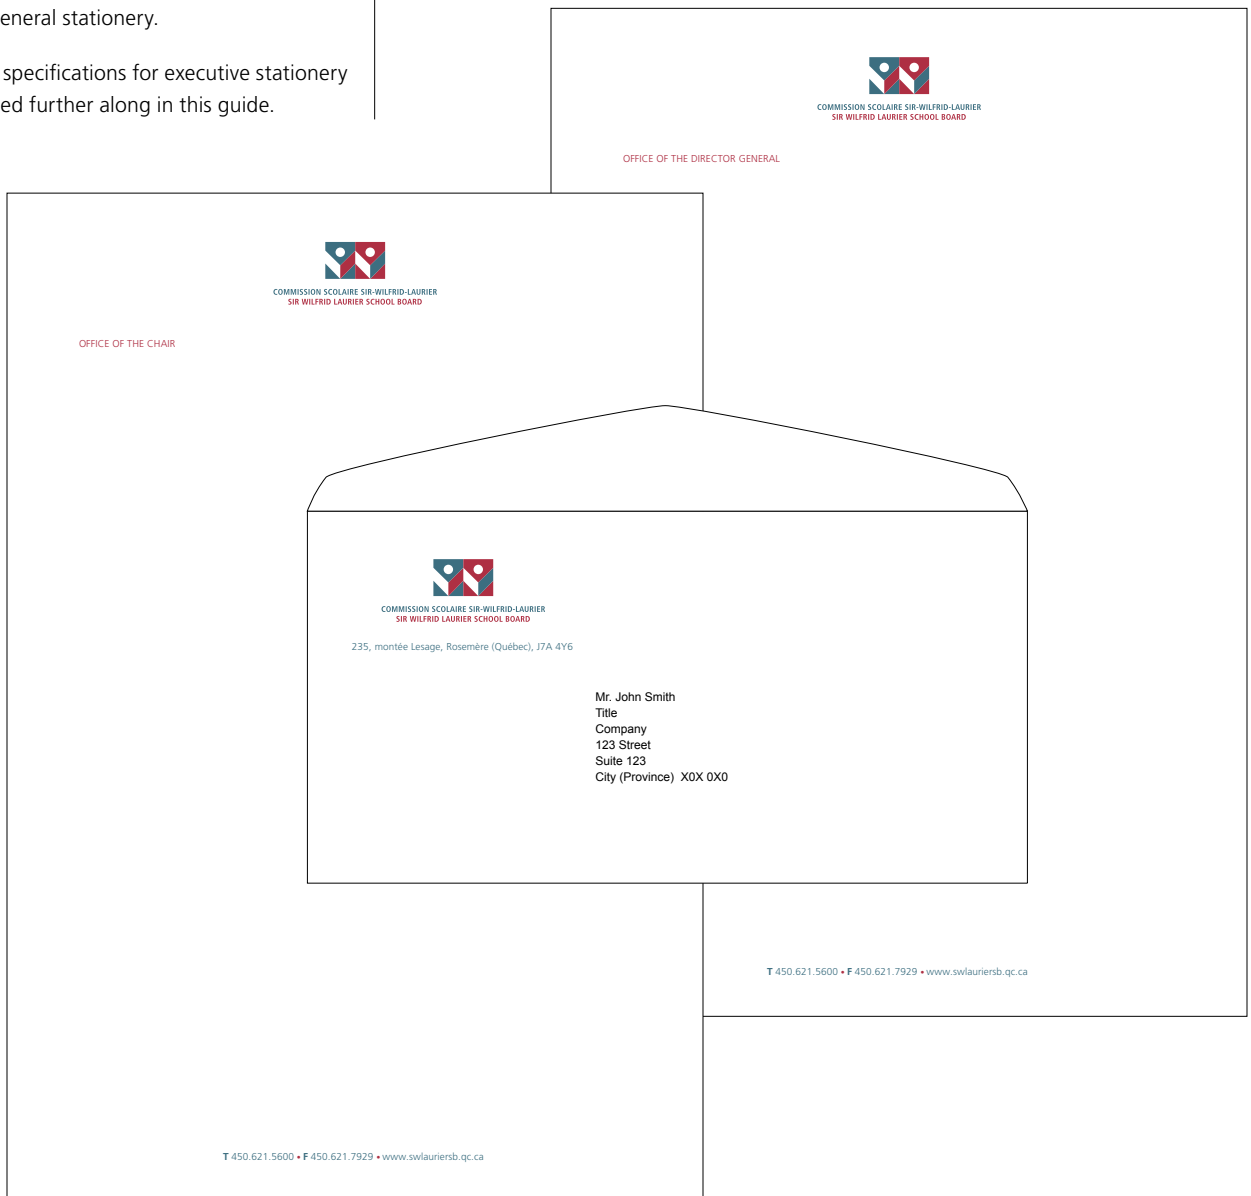 eneral stationery.
specifications for executive stationery
ed further along in this guide.
COMMISSION SCOLAIRE SIR-WILFRID-LAURIER
SIR WILFRID LAURIER SCHOOL BOARD
OFFICE OF THE DIRECTOR GENERAL
COMMISSION SCOLAIRE SIR-WILFRID-LAURIER
SIR WILFRID LAURIER SCHOOL BOARD
OFFICE OF THE CHAIR
COMMISSION SCOLAIRE SIR-WILFRID-LAURIER
SIR WILFRID LAURIER SCHOOL BOARD
235, montée Lesage, Rosemère (Québec), J7A 4Y6
Mr. John Smith
Title
Company
123 Street
Suite 123
City (Province)  X0X 0X0
T 450.621.5600 • F 450.621.7929 • www.swlauriersb.qc.ca
T 450.621.5600 • F 450.621.7929 • www.swlauriersb.qc.ca